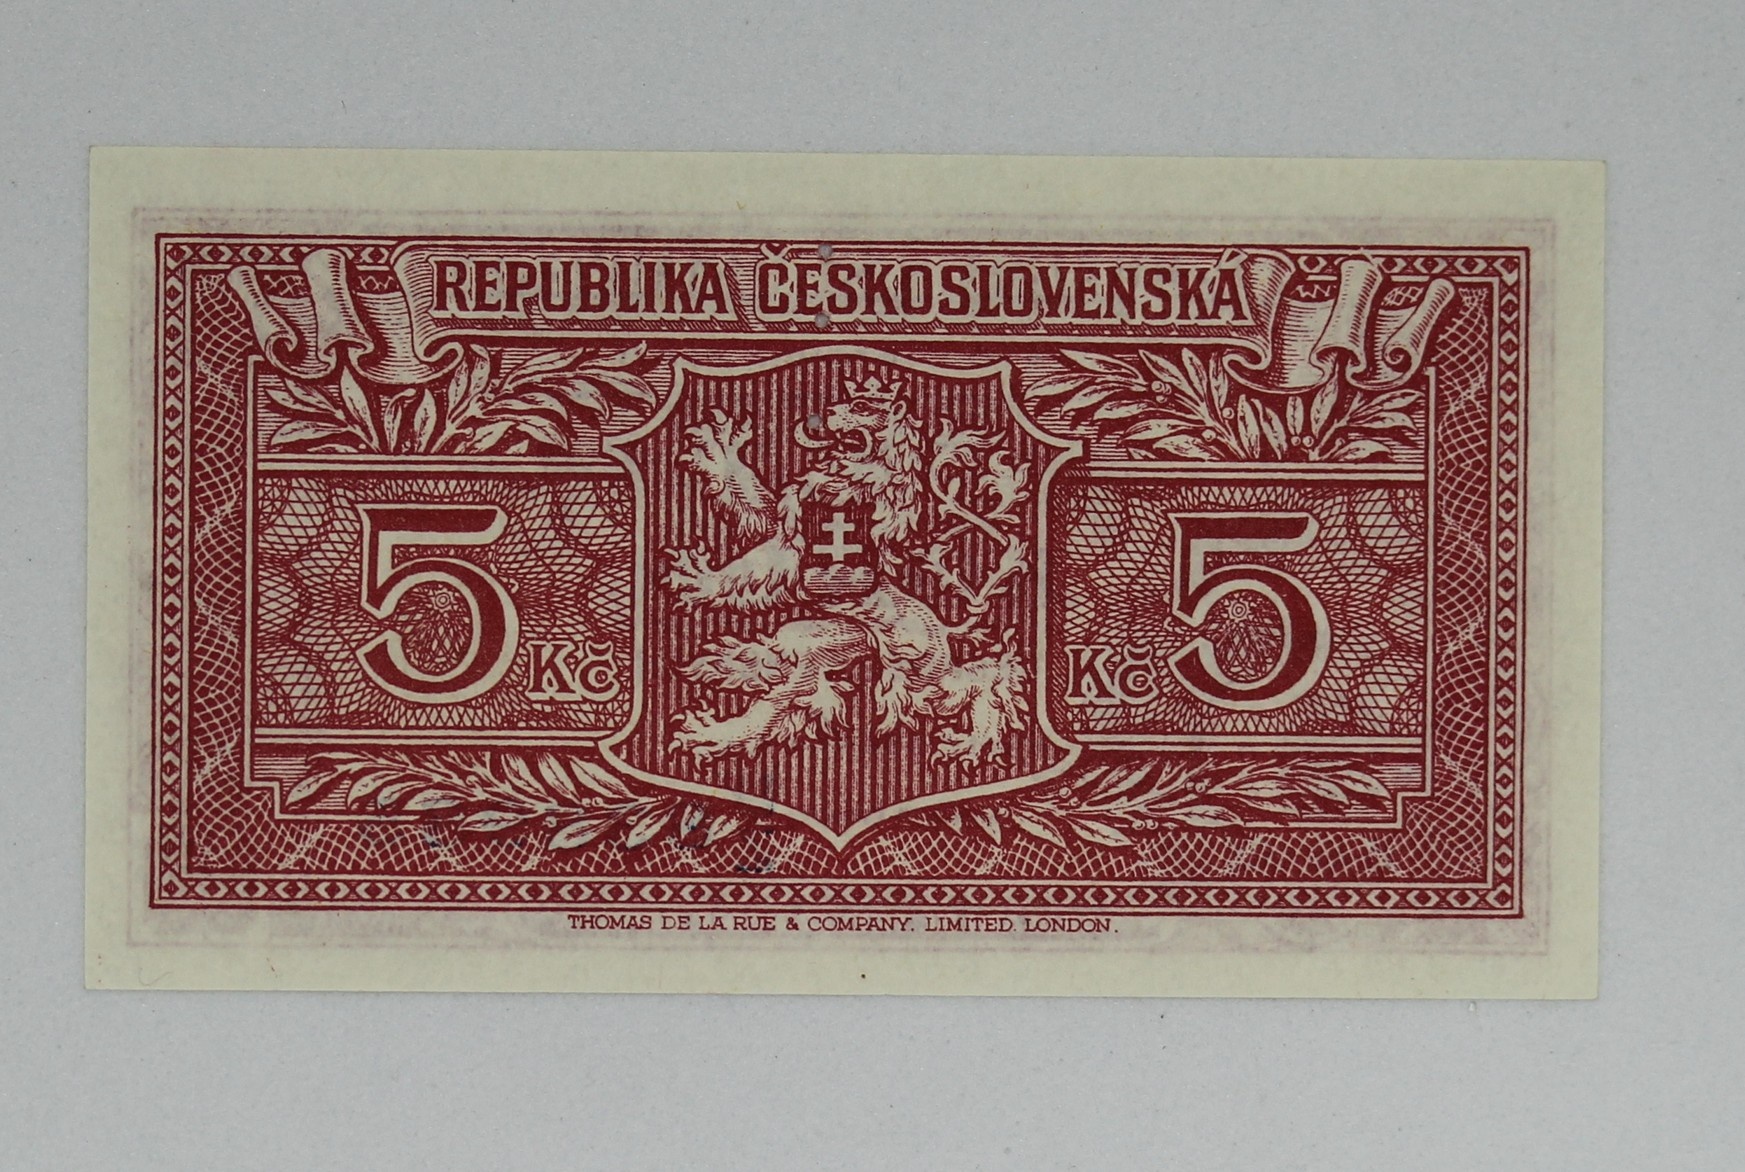 REPUBLIKA ČESKOSLOVENSKÁ
5 Kč
Kč 5
THOMAS DE LA RUE & COMPANY, LIMITED. LONDON.